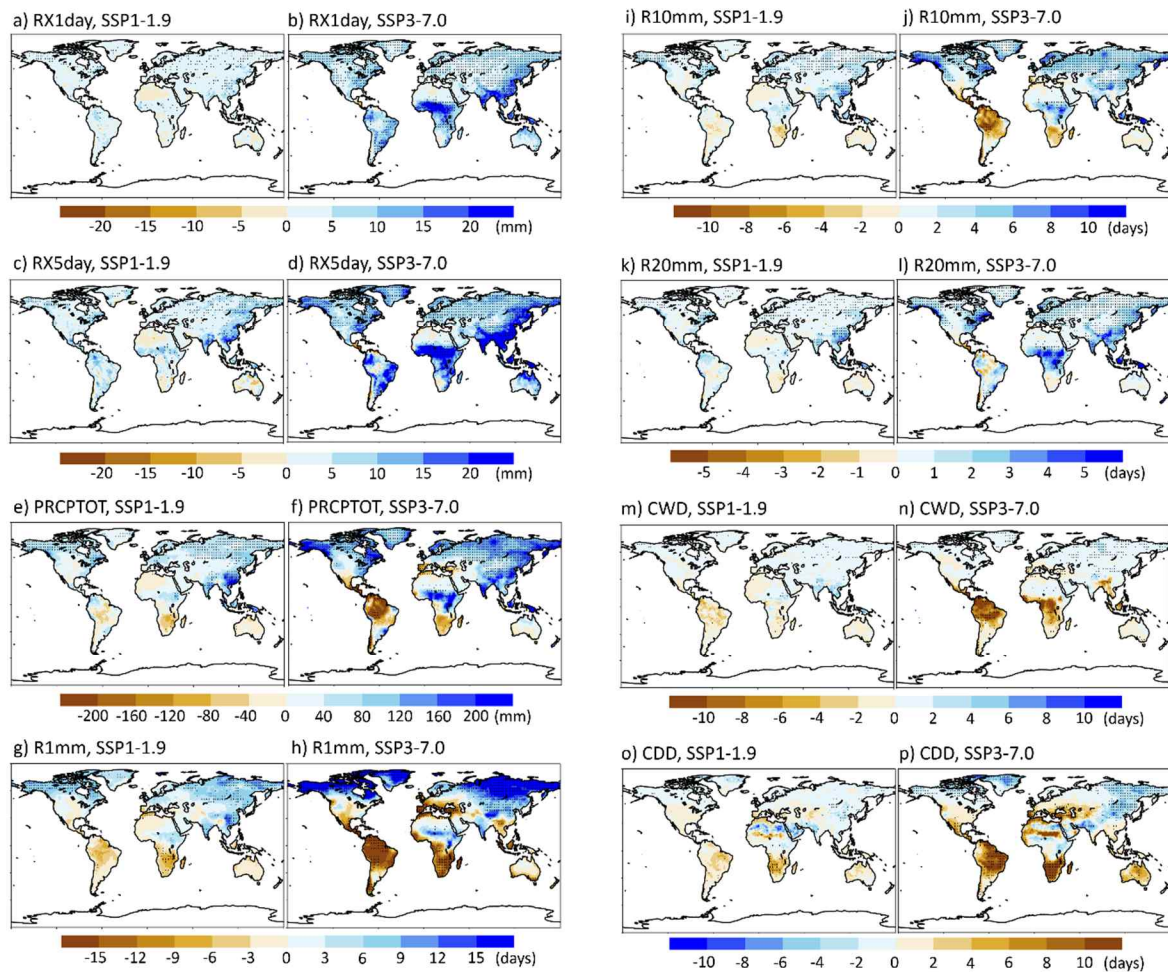 a) RX1day, SSP1-1.9
b) RX1day, SSP3-7.0
-20 -15 -10 -5 0 5 10 15 20 (mm)
c) RX5day, SSP1-1.9
d) RX5day, SSP3-7.0
-20 -15 -10 -5 0 5 10 15 20 (mm)
e) PRCPTOT, SSP1-1.9
f) PRCPTOT, SSP3-7.0
-200 -160 -120 -80 -40 0 40 80 120 160 200 (mm)
g) R1mm, SSP1-1.9
h) R1mm, SSP3-7.0
-15 -12 -9 -6 -3 0 3 6 9 12 15 (days)
i) R10mm, SSP1-1.9
j) R10mm, SSP3-7.0
-10 -8 -6 -4 -2 0 2 4 6 8 10 (days)
k) R20mm, SSP1-1.9
l) R20mm, SSP3-7.0
-5 -4 -3 -2 -1 0 1 2 3 4 5 (days)
m) CWD, SSP1-1.9
n) CWD, SSP3-7.0
-10 -8 -6 -4 -2 0 2 4 6 8 10 (days)
o) CDD, SSP1-1.9
p) CDD, SSP3-7.0
-10 -8 -6 -4 -2 0 2 4 6 8 10 (days)